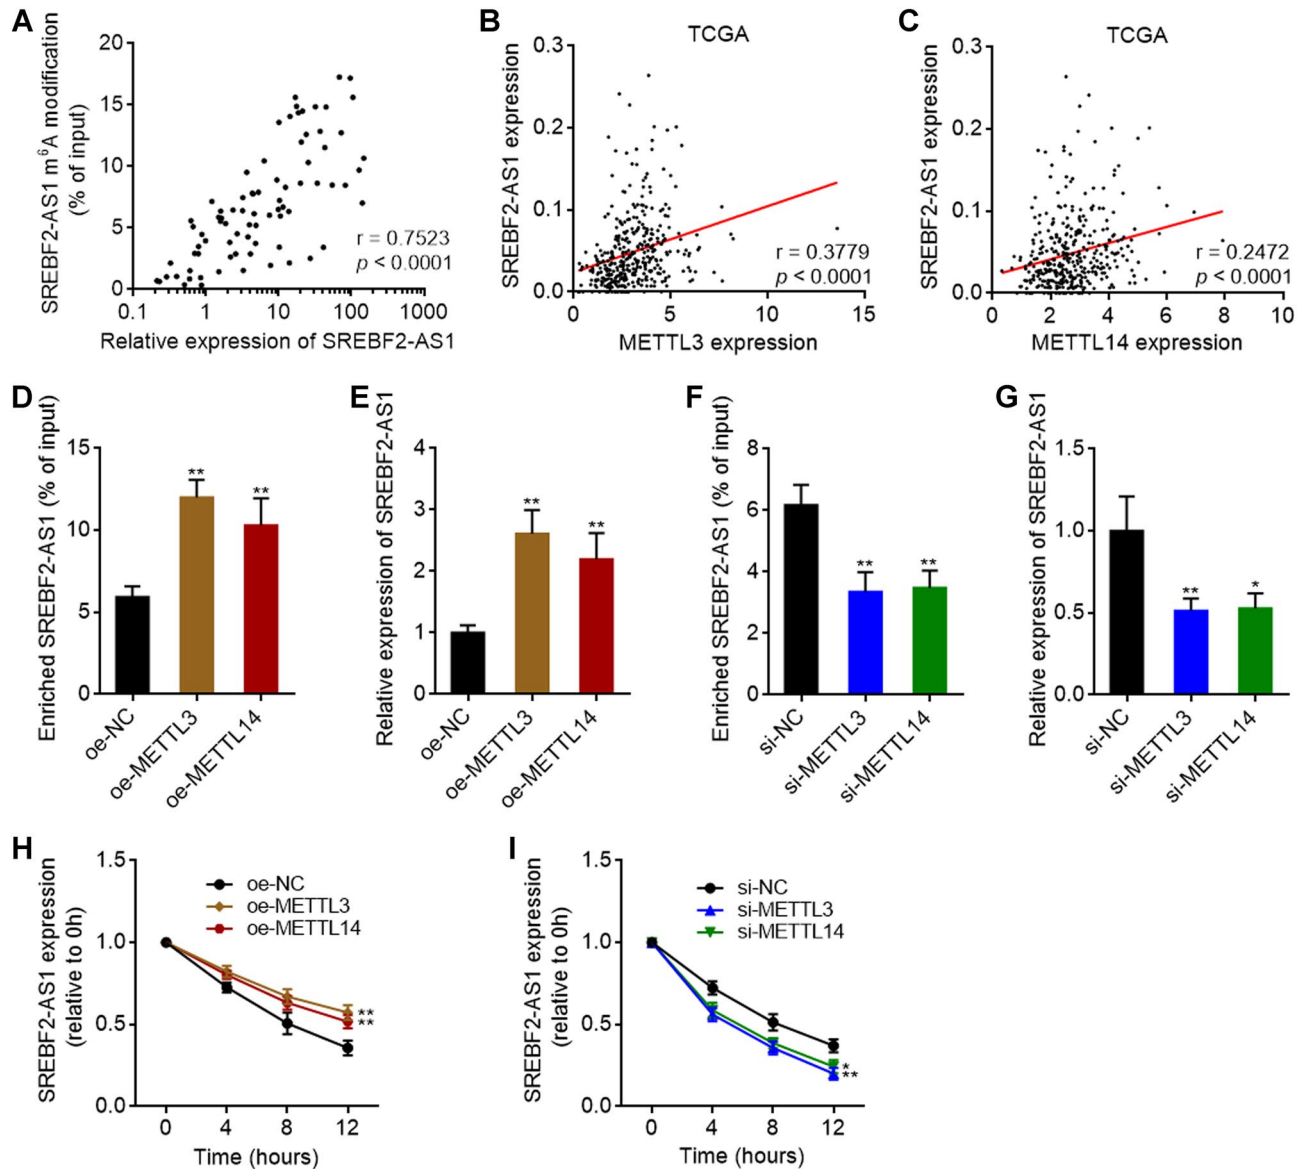 A
SREBF2-AS1 m⁶A modification
(% of input)
20
15
10
5
0
0.1
1
10
100
1000
Relative expression of SREBF2-AS1
r = 0.7523
p < 0.0001
B
TCGA
SREBF2-AS1 expression
0.3
0.2
0.1
0.0
0
5
10
15
METTL3 expression
r = 0.3779
p < 0.0001
C
TCGA
SREBF2-AS1 expression
0.3
0.2
0.1
0.0
0
2
4
6
8
10
METTL14 expression
r = 0.2472
p < 0.0001
D
Enriched SREBF2-AS1 (% of input)
15
10
5
0
**
**
oe-NC
oe-METTL3
oe-METTL14
E
Relative expression of SREBF2-AS1
4
3
2
1
0
**
**
oe-NC
oe-METTL3
oe-METTL14
F
Enriched SREBF2-AS1 (% of input)
8
6
4
2
0
**
**
si-NC
si-METTL3
si-METTL14
G
Relative expression of SREBF2-AS1
1.5
1.0
0.5
0.0
**
*
si-NC
si-METTL3
si-METTL14
H
SREBF2-AS1 expression
(relative to 0h)
1.5
1.0
0.5
0.0
oe-NC
oe-METTL3
oe-METTL14
**
**
0
4
8
12
Time (hours)
I
SREBF2-AS1 expression
(relative to 0h)
1.5
1.0
0.5
0.0
si-NC
si-METTL3
si-METTL14
*
**
0
4
8
12
Time (hours)